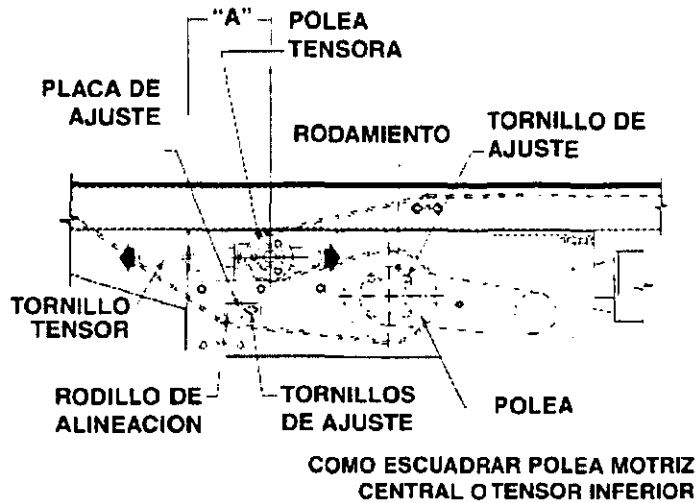 "A"
POLEA
TENSORA
PLACA DE
AJUSTE
RODAMIENTO
TORNILLO DE
AJUSTE
TORNILLO
TENSOR
RODILLO DE
ALINEACION
TORNILLOS
DE AJUSTE
POLEA
COMO ESCUADRAR POLEA MOTRIZ
CENTRAL O TENSOR INFERIOR